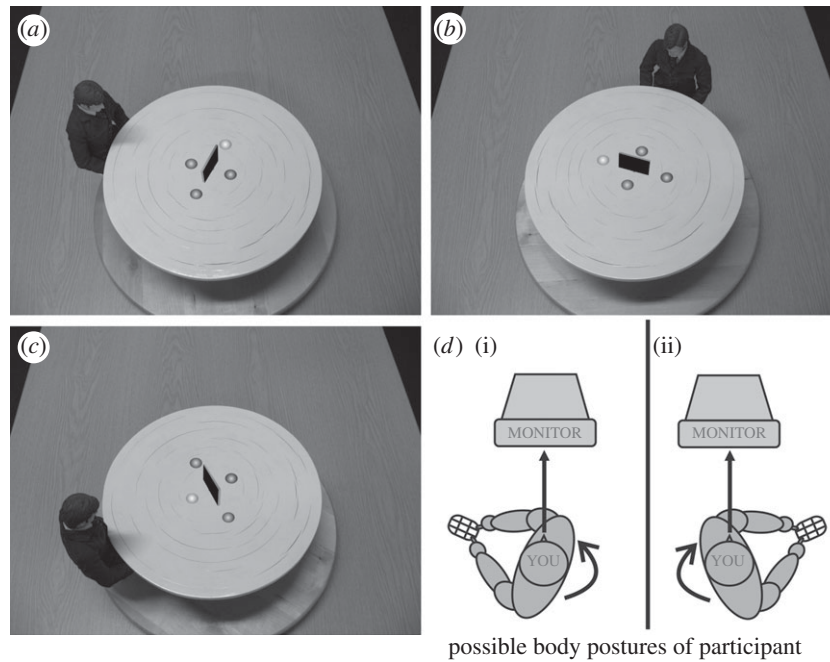 (a)
(b)
(c)
(d) (i)
(ii)
MONITOR
MONITOR
YOU
YOU
possible body postures of participant